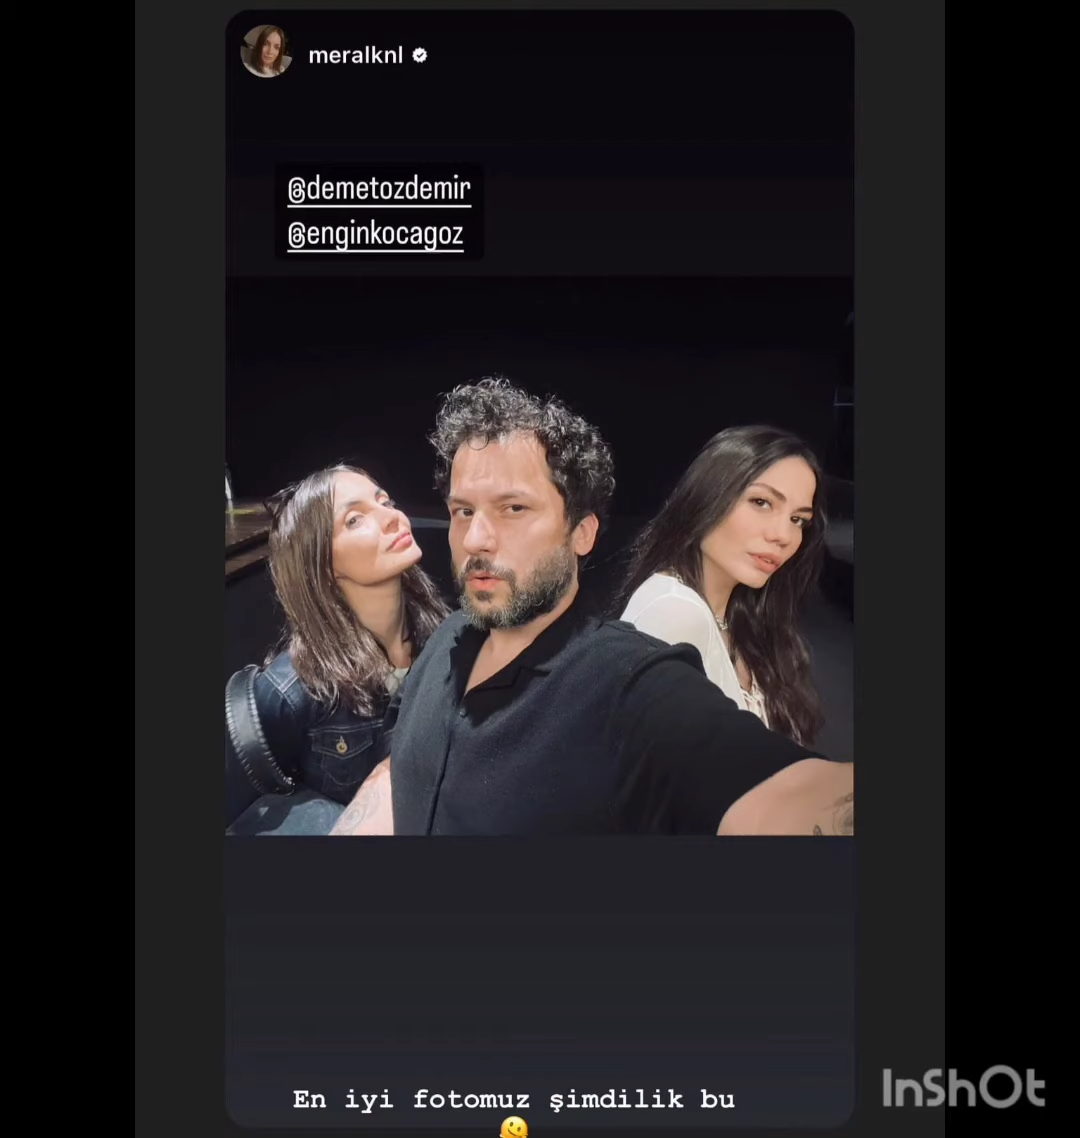 meralknl
@demetozdemir
@enginkocagoz
En iyi fotomuz şimdilik bu
InShOt